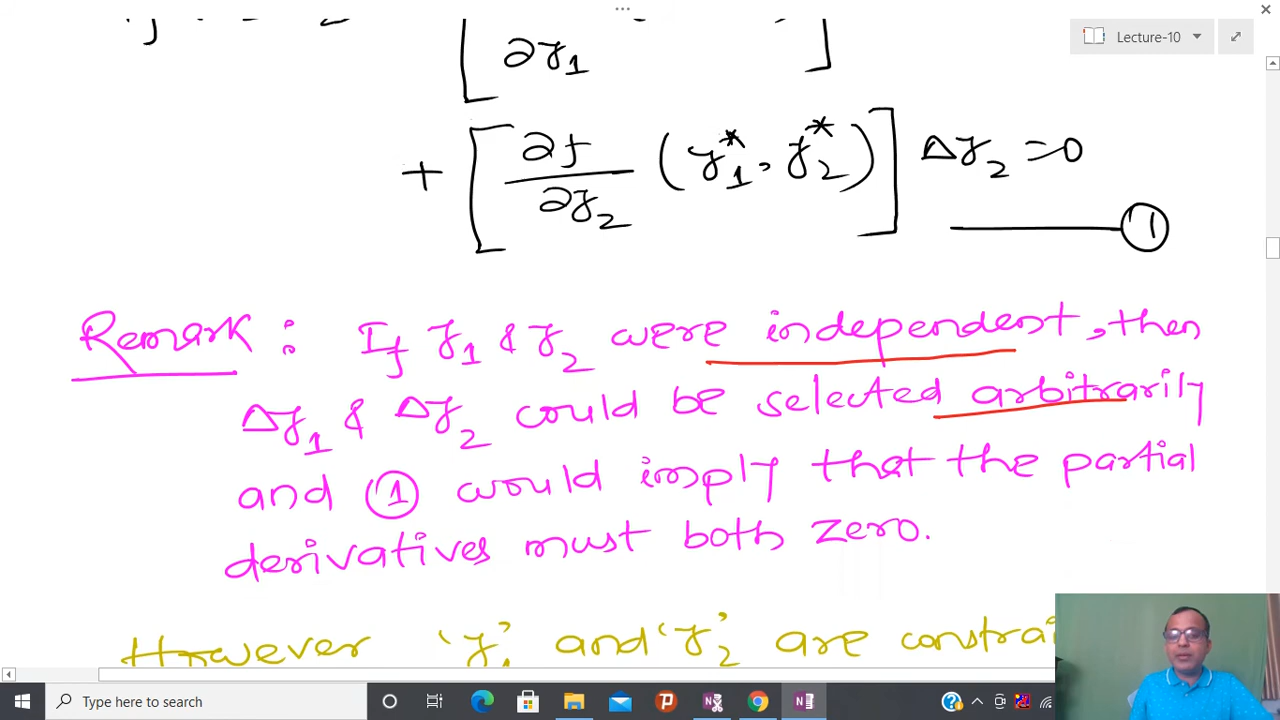 Lecture-10
∂y₁
+ [ ∂f/∂y₂ (y₁*, y₂*) ] Δy₂ = 0
①
Remark : If y₁ & y₂ were independent, then
Δy₁ & Δy₂ could be selected arbitrarily
and ① would imply that the partial
derivatives must both zero.
However 'y₁' and 'y₂' are
Type here to search